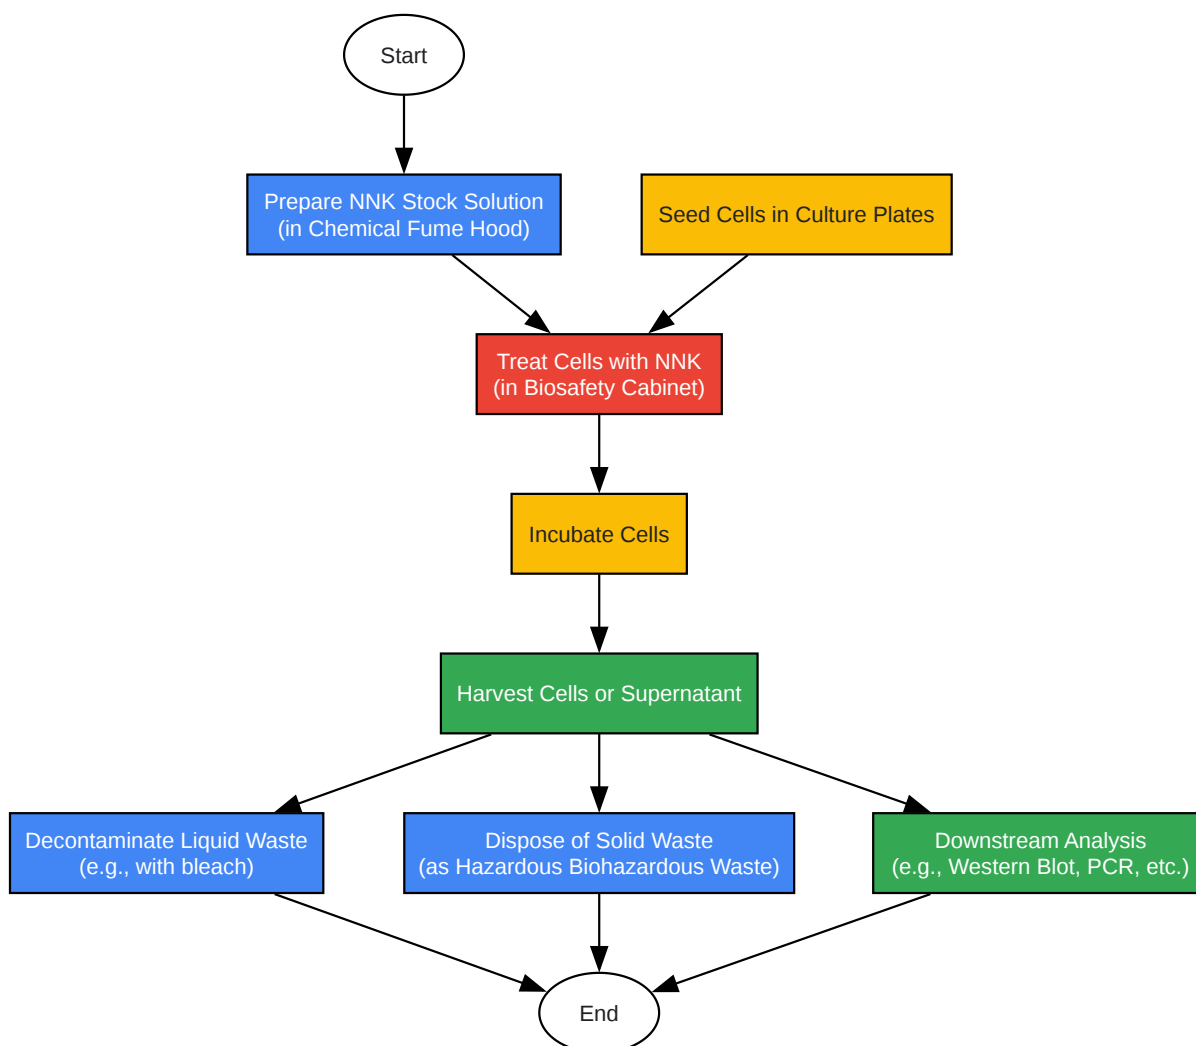 Start
Prepare NNK Stock Solution
(in Chemical Fume Hood)
Seed Cells in Culture Plates
Treat Cells with NNK
(in Biosafety Cabinet)
Incubate Cells
Harvest Cells or Supernatant
Decontaminate Liquid Waste
(e.g., with bleach)
Dispose of Solid Waste
(as Hazardous Biohazardous Waste)
Downstream Analysis
(e.g., Western Blot, PCR, etc.)
End